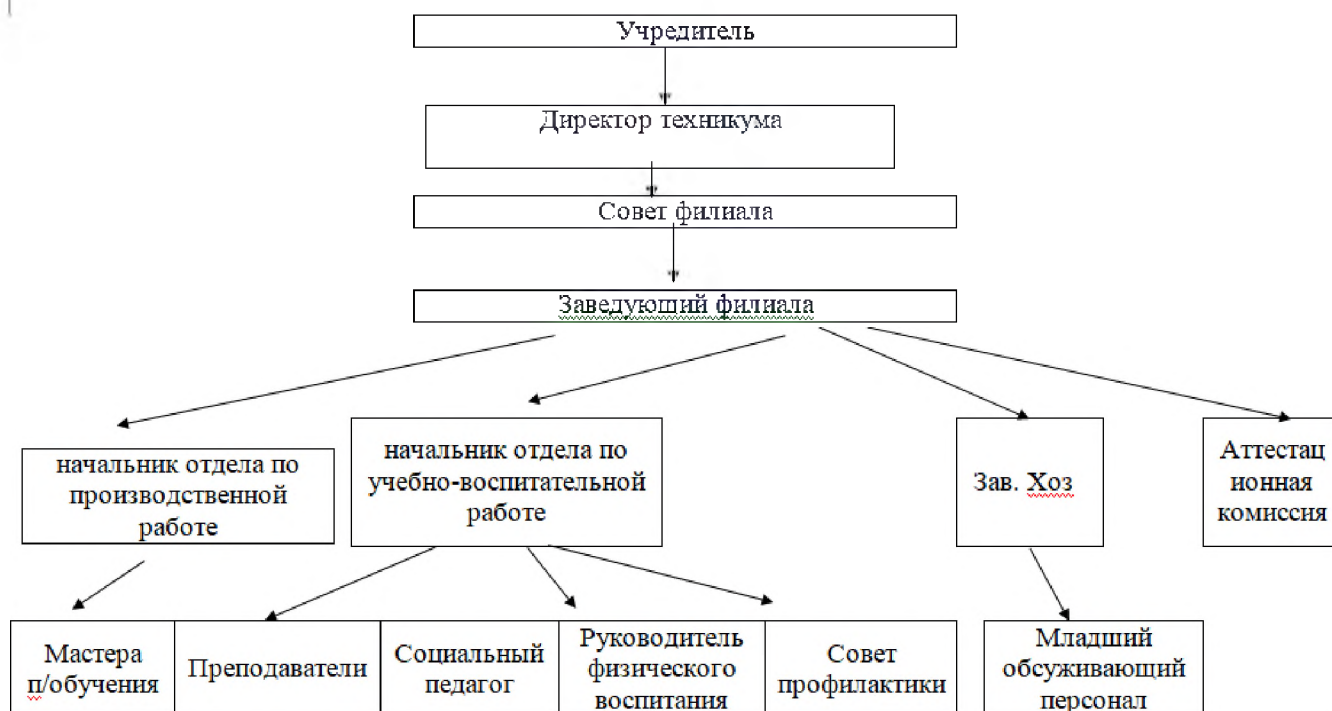 Учредитель
Директор техникума
Совет филиала
Заведующий филиала
начальник отдела по
производственной
работе
начальник отдела по
учебно-воспитательной
работе
Зав. Хоз
Аттестац
ионная
комиссия
Мастера
п/обучения
Преподаватели
Социальный
педагог
Руководитель
физического
воспитания
Совет
профилактики
Младший
обсуживающий
персонал